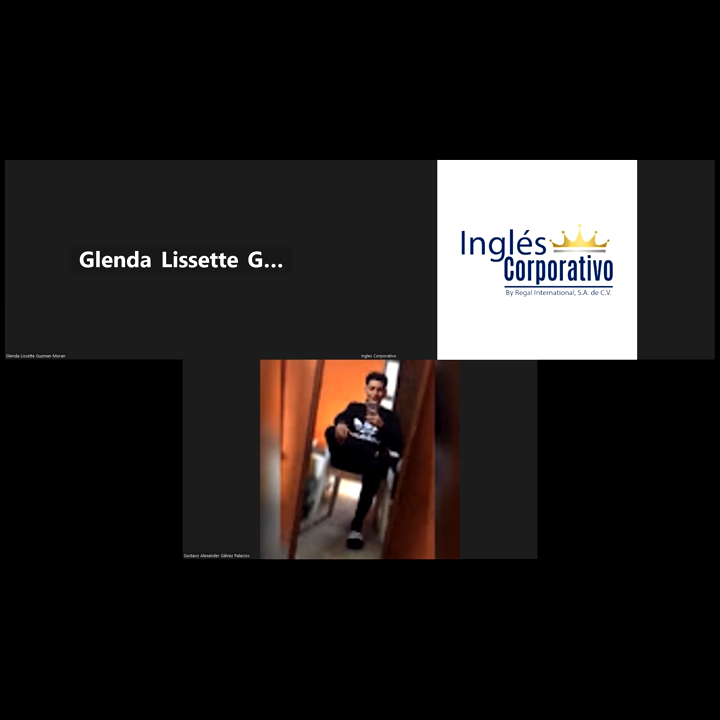 Glenda Lissette G...
Inglés
Corporativo
By Regal International, S.A. de C.V.
Glenda Lissette Guzman Moran
Ingles Corporativo
Gustavo Alexander Gálvez Palacios